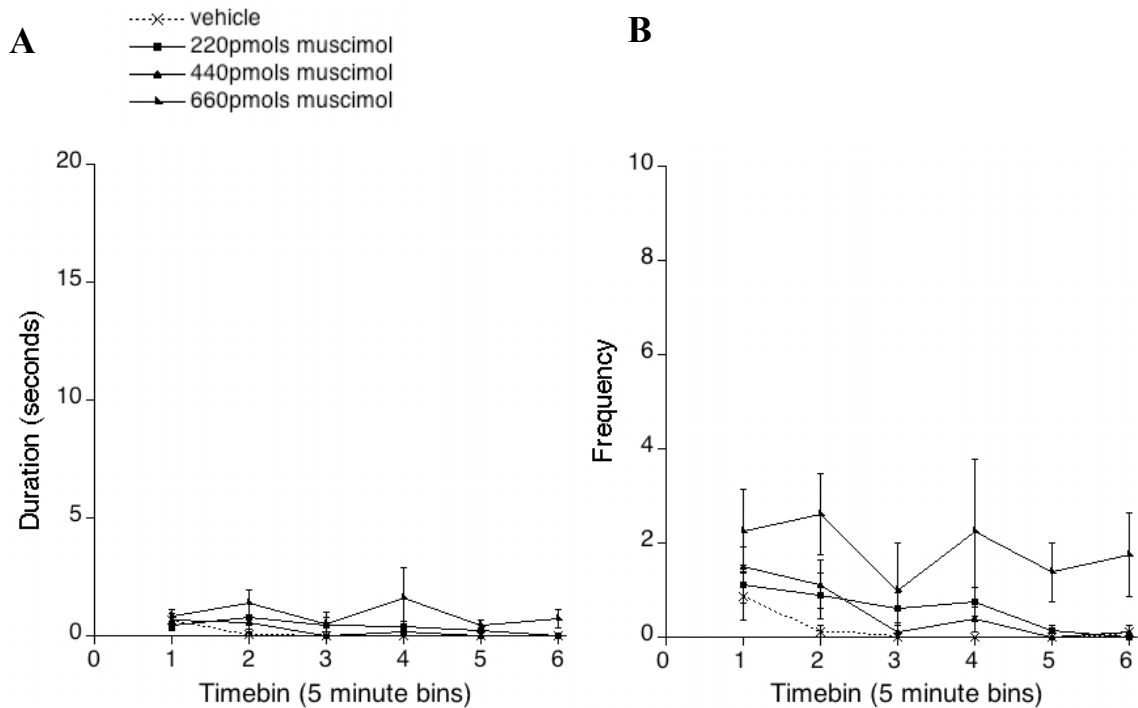 A
vehicle
220pmols muscimol
440pmols muscimol
660pmols muscimol
20
15
10
5
0
Duration (seconds)
0 1 2 3 4 5 6
Timebin (5 minute bins)
B
10
8
6
4
2
0
Frequency
0 1 2 3 4 5 6
Timebin (5 minute bins)